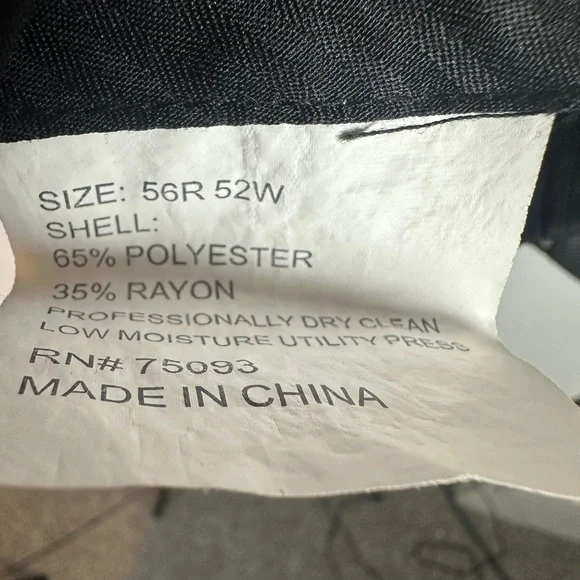 SIZE: 56R 52W
SHELL:
65% POLYESTER
35% RAYON
PROFESSIONALLY DRY CLEAN
LOW MOISTURE UTILITY PRESS
RN# 75093
MADE IN CHINA